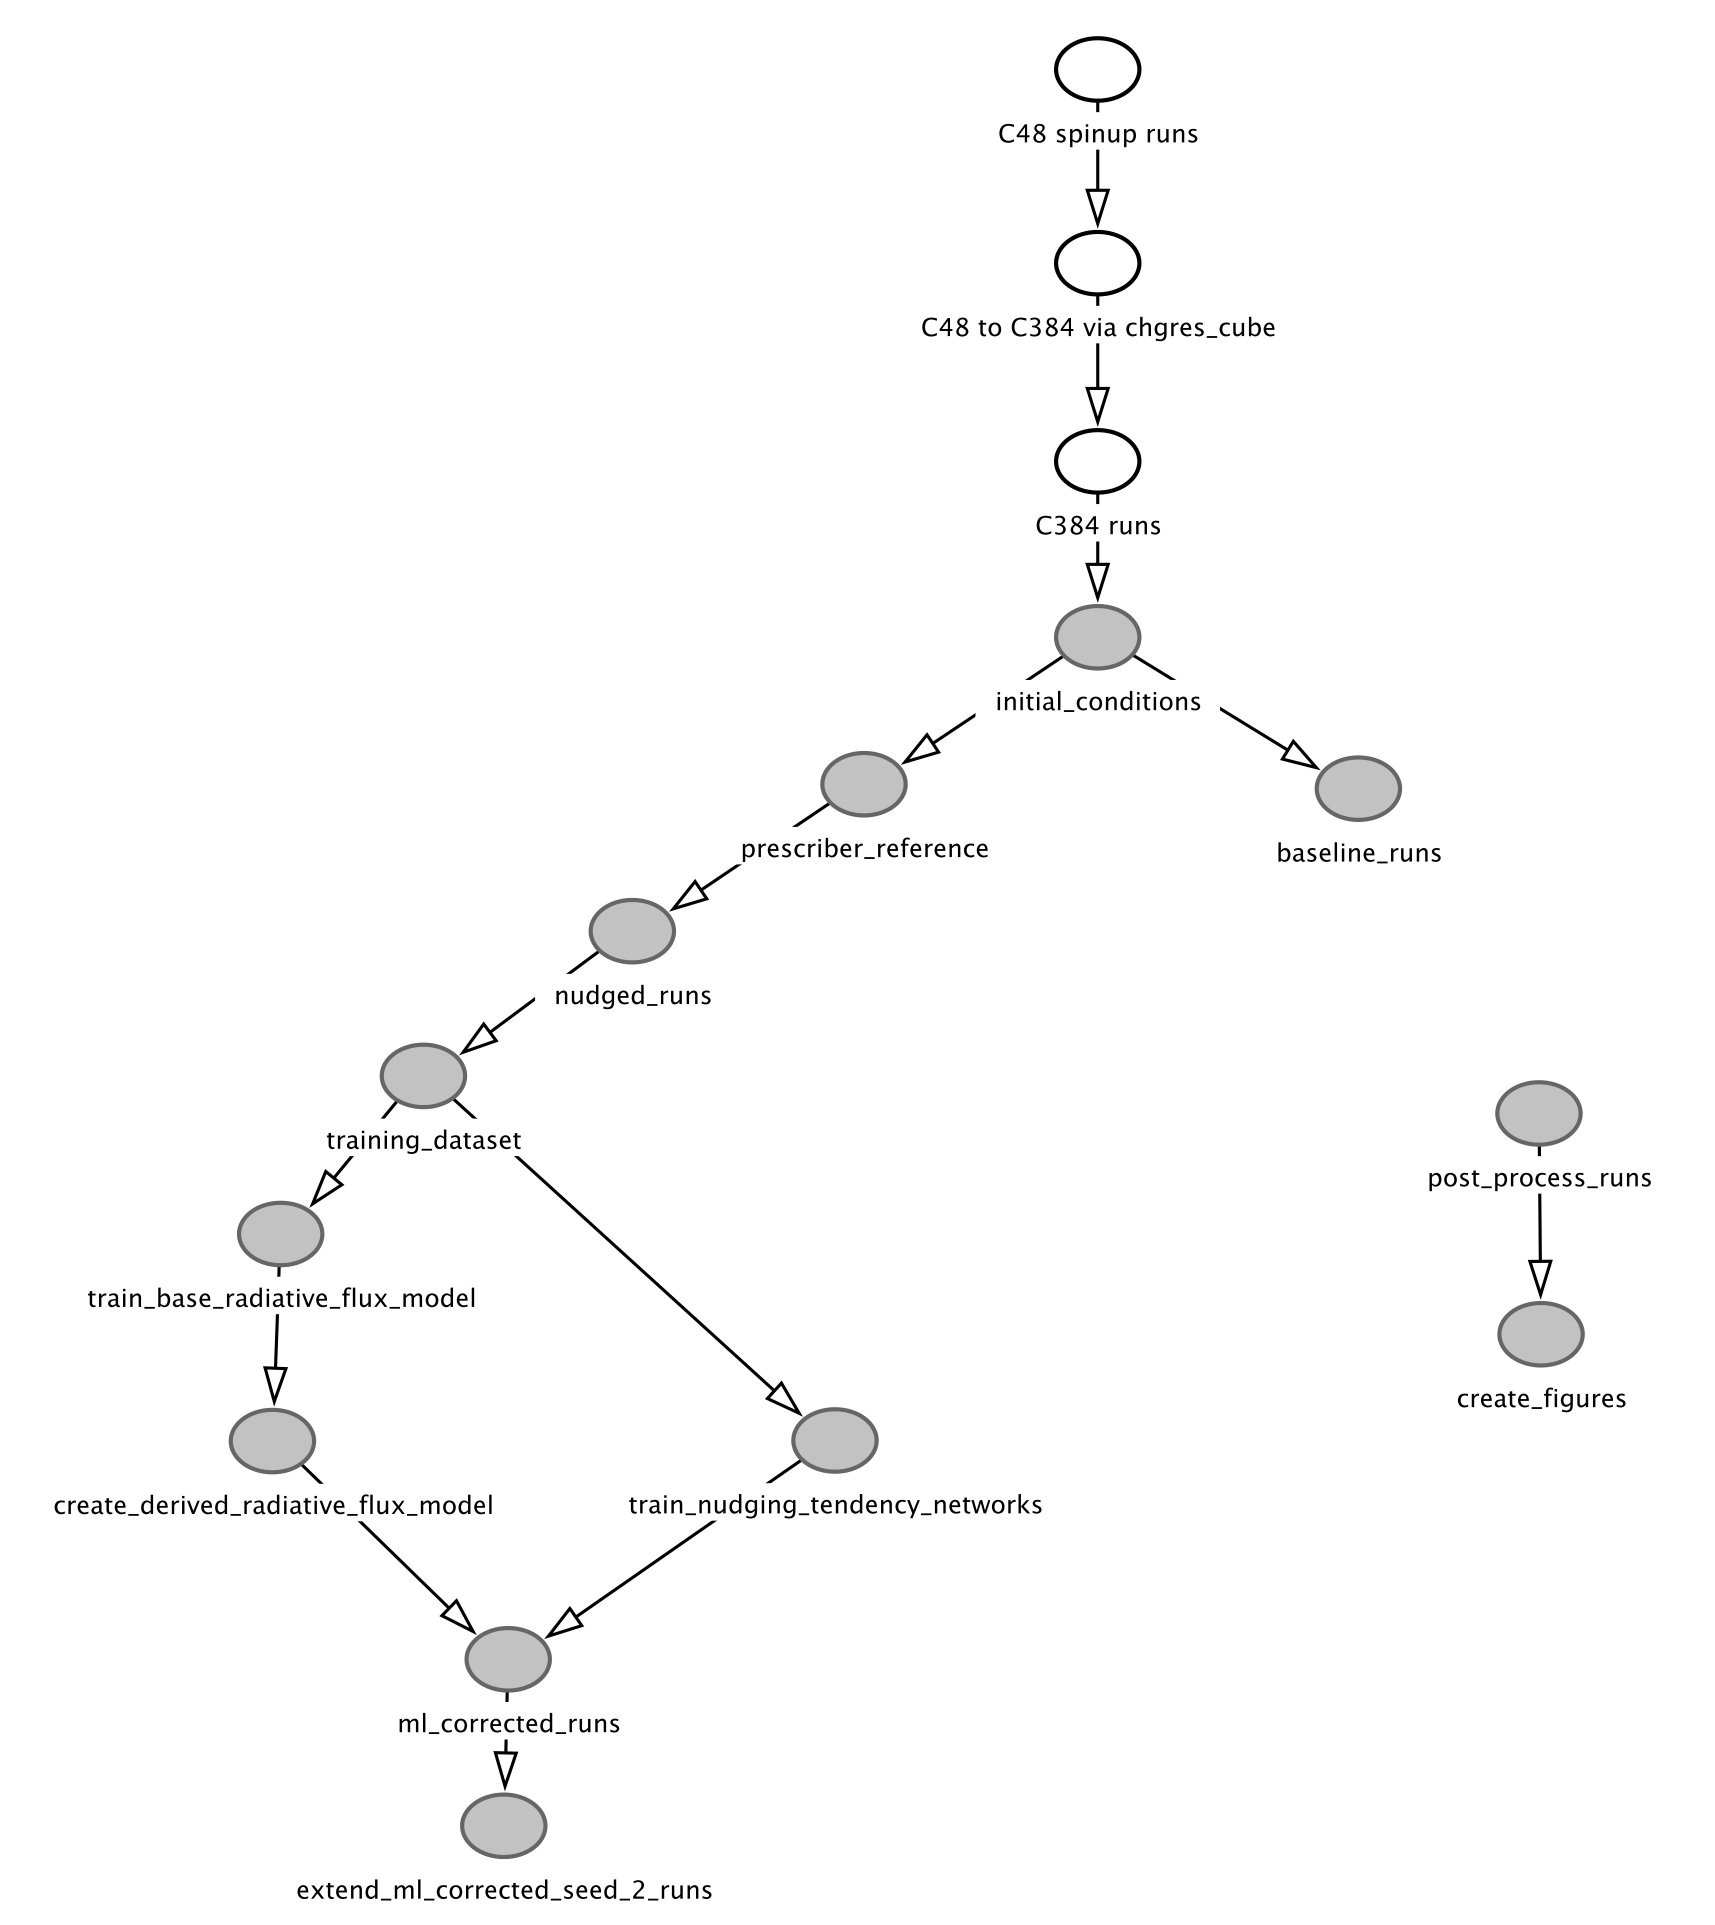 C48 spinup runs
C48 to C384 via chgres_cube
C384 runs
initial_conditions
prescriber_reference
baseline_runs
nudged_runs
training_dataset
post_process_runs
train_base_radiative_flux_model
create_figures
create_derived_radiative_flux_model
train_nudging_tendency_networks
ml_corrected_runs
extend_ml_corrected_seed_2_runs